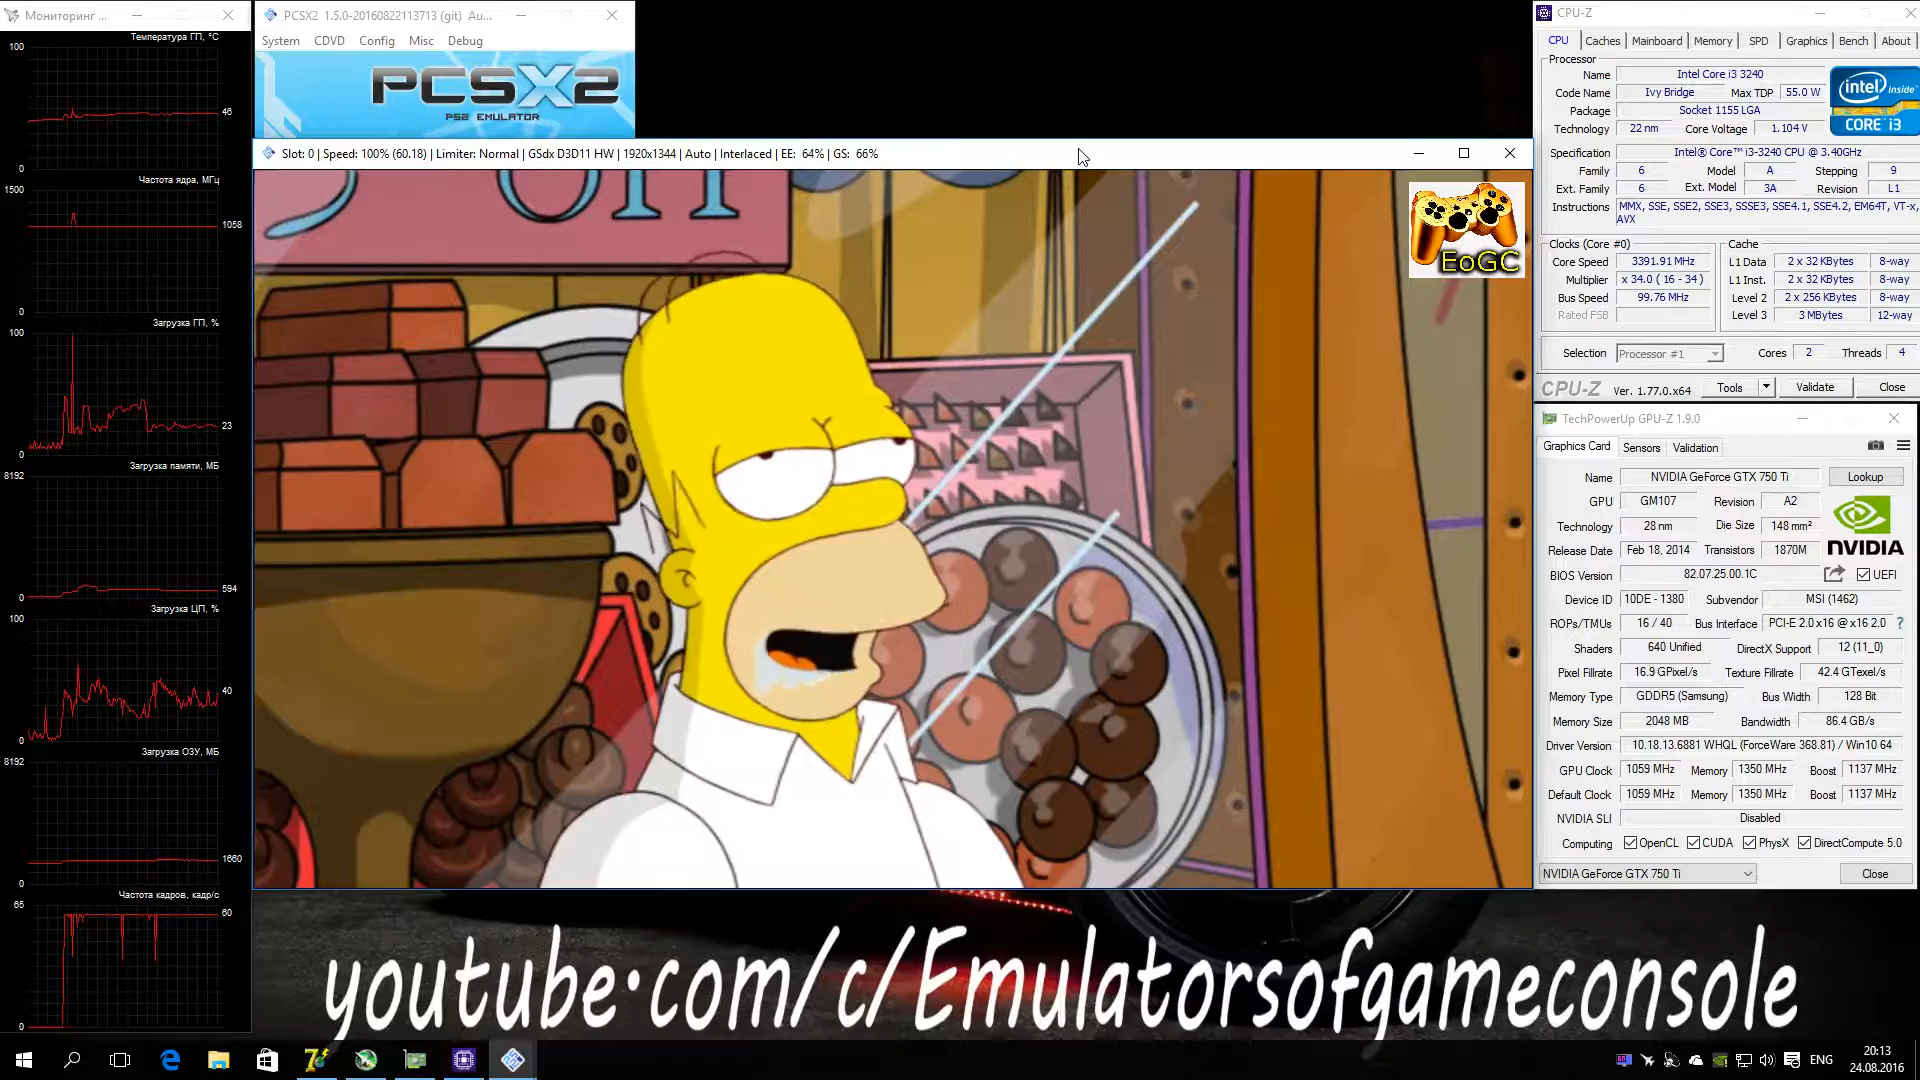 Мониторинг ...
Температура ГП, °C
100
46
0
Частота ядра, МГц
1500
1058
0
Загрузка ГП, %
100
23
0
Загрузка памяти, МБ
8192
594
0
Загрузка ЦП, %
100
40
0
Загрузка ОЗУ, МБ
8192
1660
0
Частота кадров, кадр/с
65
60
0
PCSX2 1.5.0-20160822113713 (git) Au...
System CDVD Config Misc Debug
PCSX2
PS2 EMULATOR
Slot: 0 | Speed: 100% (60.18) | Limiter: Normal | GSdx D3D11 HW | 1920x1344 | Auto | Interlaced | EE: 64% | GS: 66%
EoGC
CPU-Z
CPU Caches Mainboard Memory SPD Graphics Bench About
Processor
Name Intel Core i3 3240
Code Name Ivy Bridge Max TDP 55.0 W
Package Socket 1155 LGA
Technology 22 nm Core Voltage 1.104 V
intel inside
CORE i3
Specification Intel® Core™ i3-3240 CPU @ 3.40GHz
Family 6 Model A Stepping 9
Ext. Family 6 Ext. Model 3A Revision L1
Instructions MMX, SSE, SSE2, SSE3, SSSE3, SSE4.1, SSE4.2, EM64T, VT-x,
AVX
Clocks (Core #0) Cache
Core Speed 3391.91 MHz L1 Data 2 x 32 KBytes 8-way
Multiplier x 34.0 ( 16 - 34 ) L1 Inst. 2 x 32 KBytes 8-way
Bus Speed 99.76 MHz Level 2 2 x 256 KBytes 8-way
Rated FSB Level 3 3 MBytes 12-way
Selection Processor #1 Cores 2 Threads 4
CPU-Z Ver. 1.77.0.x64 Tools Validate Close
TechPowerUp GPU-Z 1.9.0
Graphics Card Sensors Validation
Name NVIDIA GeForce GTX 750 Ti Lookup
GPU GM107 Revision A2
Technology 28 nm Die Size 148 mm²
Release Date Feb 18, 2014 Transistors 1870M
NVIDIA
BIOS Version 82.07.25.00.1C UEFI
Device ID 10DE - 1380 Subvendor MSI (1462)
ROPs/TMUs 16 / 40 Bus Interface PCI-E 2.0 x16 @ x16 2.0 ?
Shaders 640 Unified DirectX Support 12 (11_0)
Pixel Fillrate 16.9 GPixel/s Texture Fillrate 42.4 GTexel/s
Memory Type GDDR5 (Samsung) Bus Width 128 Bit
Memory Size 2048 MB Bandwidth 86.4 GB/s
Driver Version 10.18.13.6881 WHQL (ForceWare 368.81) / Win10 64
GPU Clock 1059 MHz Memory 1350 MHz Boost 1137 MHz
Default Clock 1059 MHz Memory 1350 MHz Boost 1137 MHz
NVIDIA SLI Disabled
Computing OpenCL CUDA PhysX DirectCompute 5.0
NVIDIA GeForce GTX 750 Ti Close
youtube.com/c/Emulatorsofgameconsole
ENG
20:13
24.08.2016